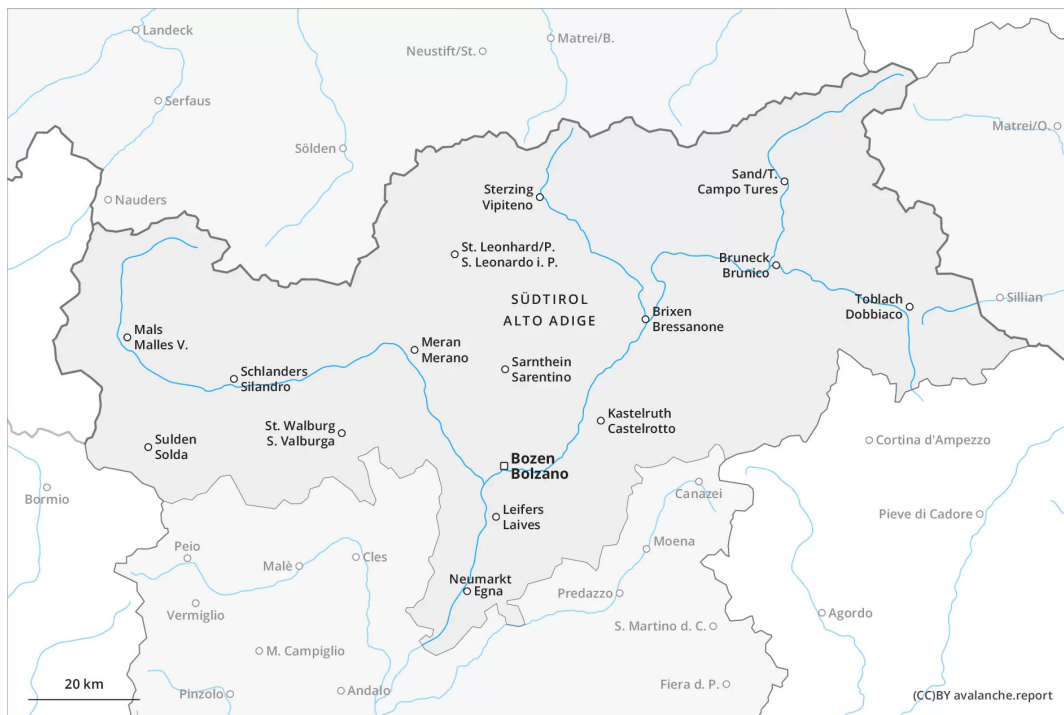 Landeck
Matrei/B.
Neustift/St.
Serfaus
Matrei/O.
Sölden
Sand/T.
Campo Tures
Sterzing
Vipiteno
Nauders
St. Leonhard/P.
S. Leonardo i. P.
Bruneck
Brunico
SÜDTIROL
ALTO ADIGE
Toblach
Dobbiaco
Sillian
Brixen
Bressanone
Mals
Malles V.
Meran
Merano
Sarnthein
Sarentino
Schlanders
Silandro
Kastelruth
Castelrotto
St. Walburg
S. Valburga
Sulden
Solda
Cortina d'Ampezzo
Bozen
Bolzano
Bormio
Canazei
Leifers
Laives
Pieve di Cadore
Peio
Moena
Malè
Cles
Neumarkt
Egna
Predazzo
Vermiglio
Agordo
S. Martino d. C.
M. Campiglio
20 km
Pinzolo
Andalo
Fiera d. P.
(CC)BY avalanche.report